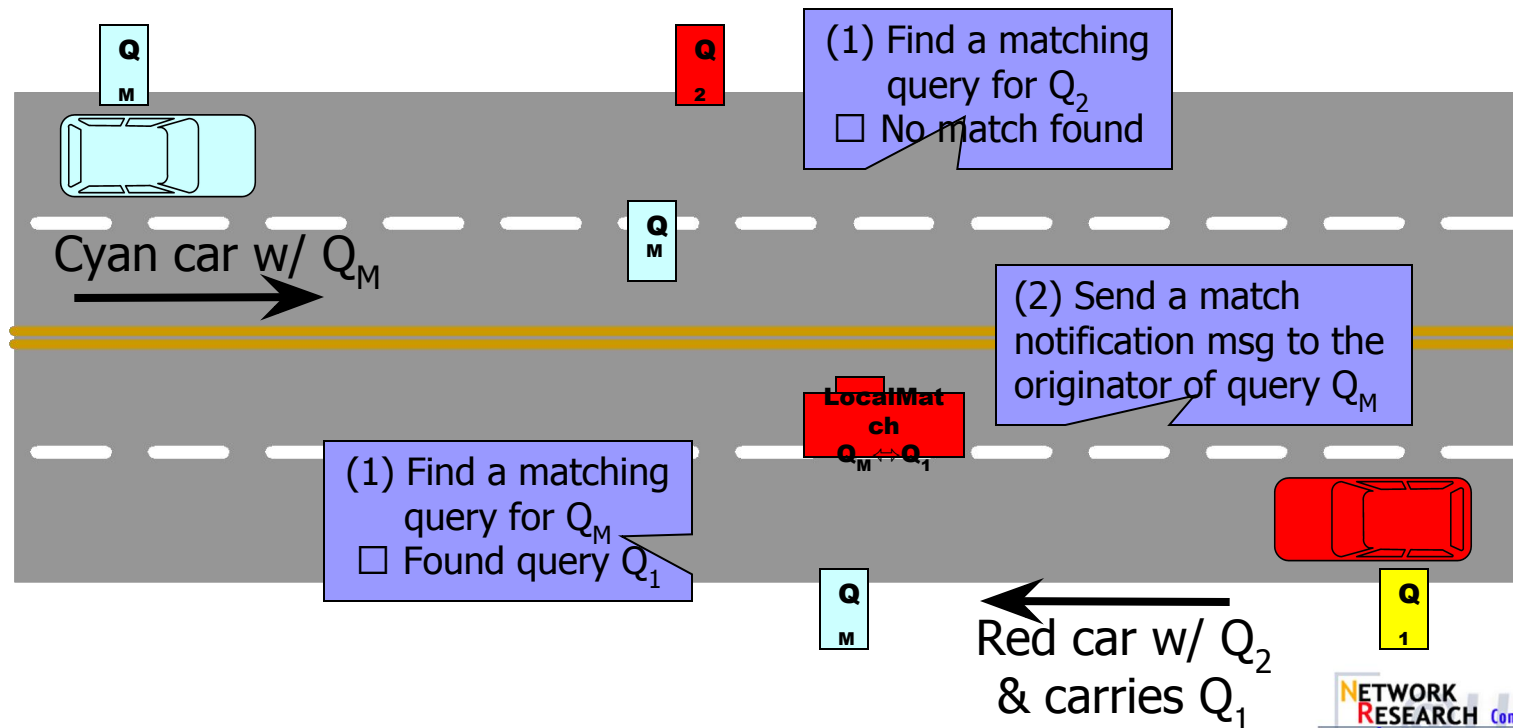 Q
M
Q
2
(1) Find a matching
query for Q2
□ No match found
Q
M
Cyan car w/ QM
(2) Send a match
notification msg to the
originator of query QM
LocalMat
ch
QM⇔Q1
(1) Find a matching
query for QM
□ Found query Q1
Q
M
Q
1
Red car w/ Q2
& carries Q1
NETWORK
RESEARCH